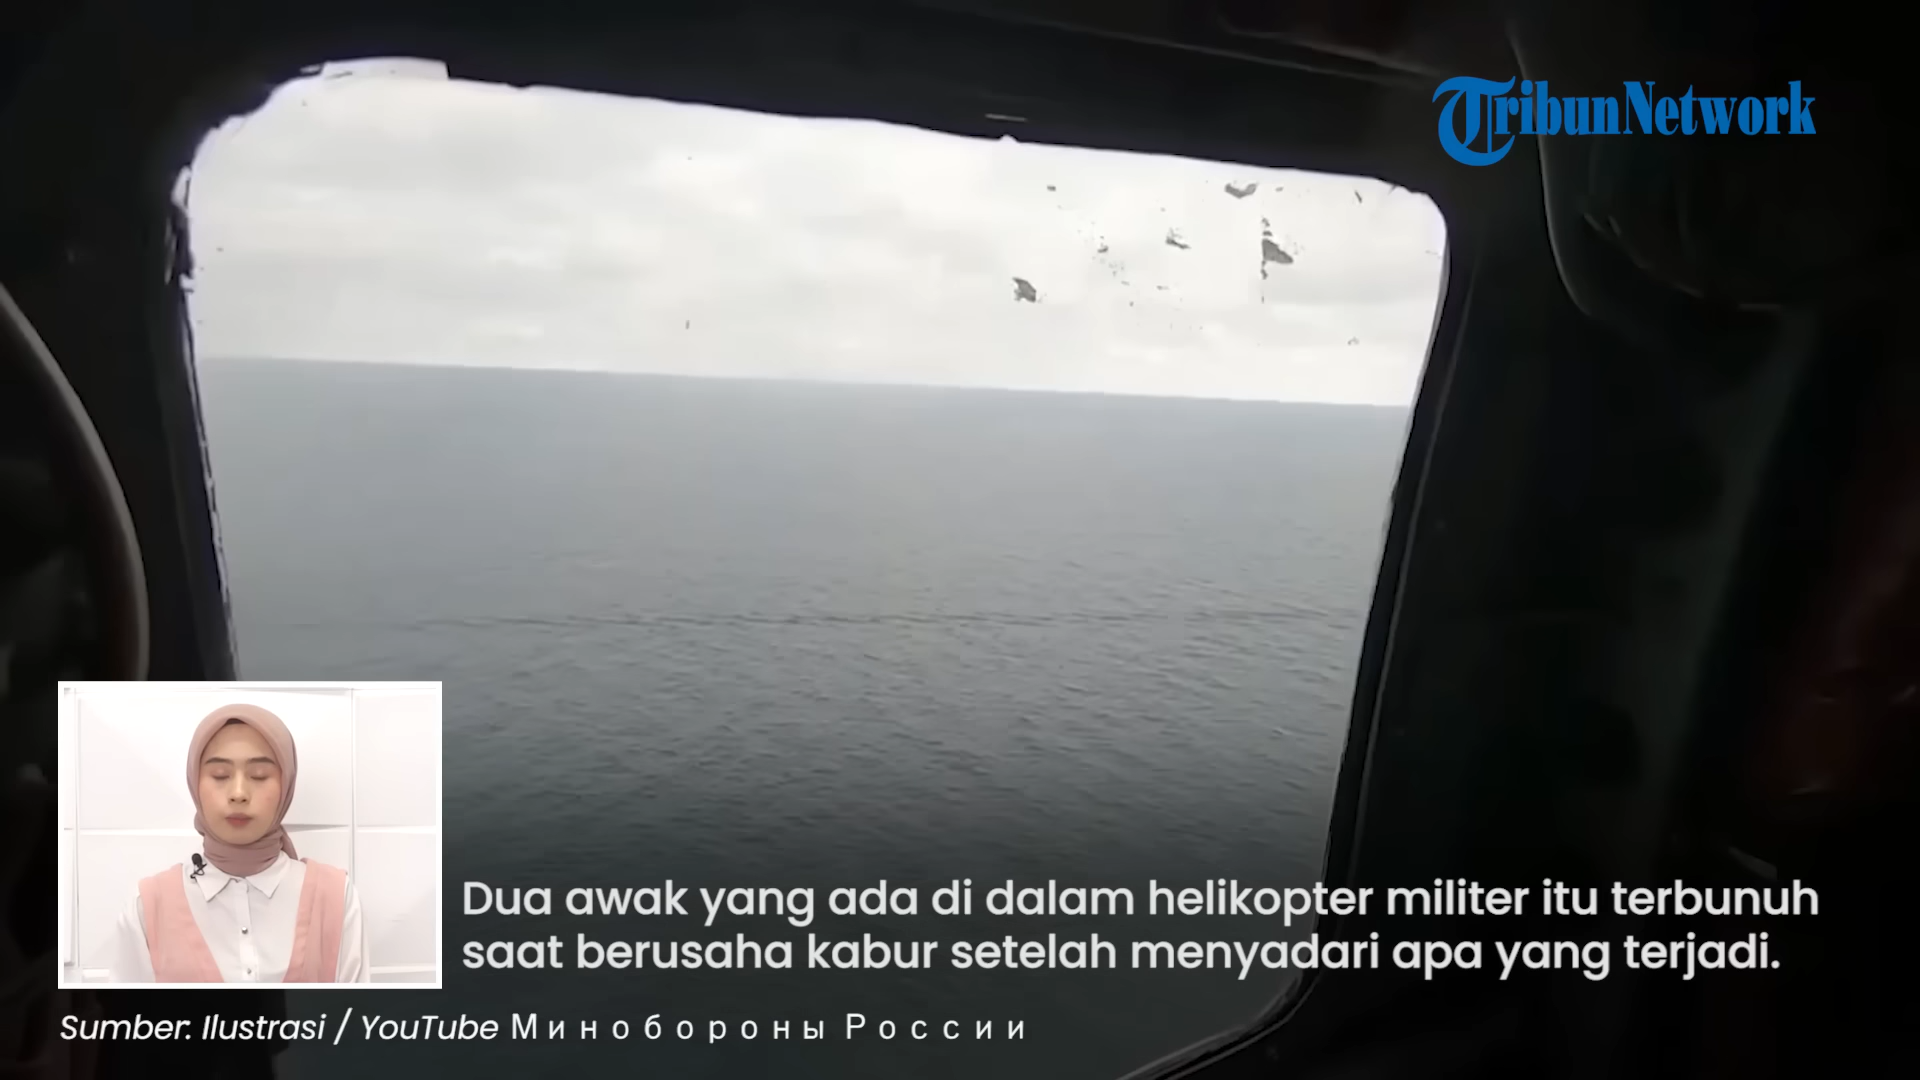 TribunNetwork
Dua awak yang ada di dalam helikopter militer itu terbunuh
saat berusaha kabur setelah menyadari apa yang terjadi.
Sumber: Ilustrasi / YouTube Минобороны России